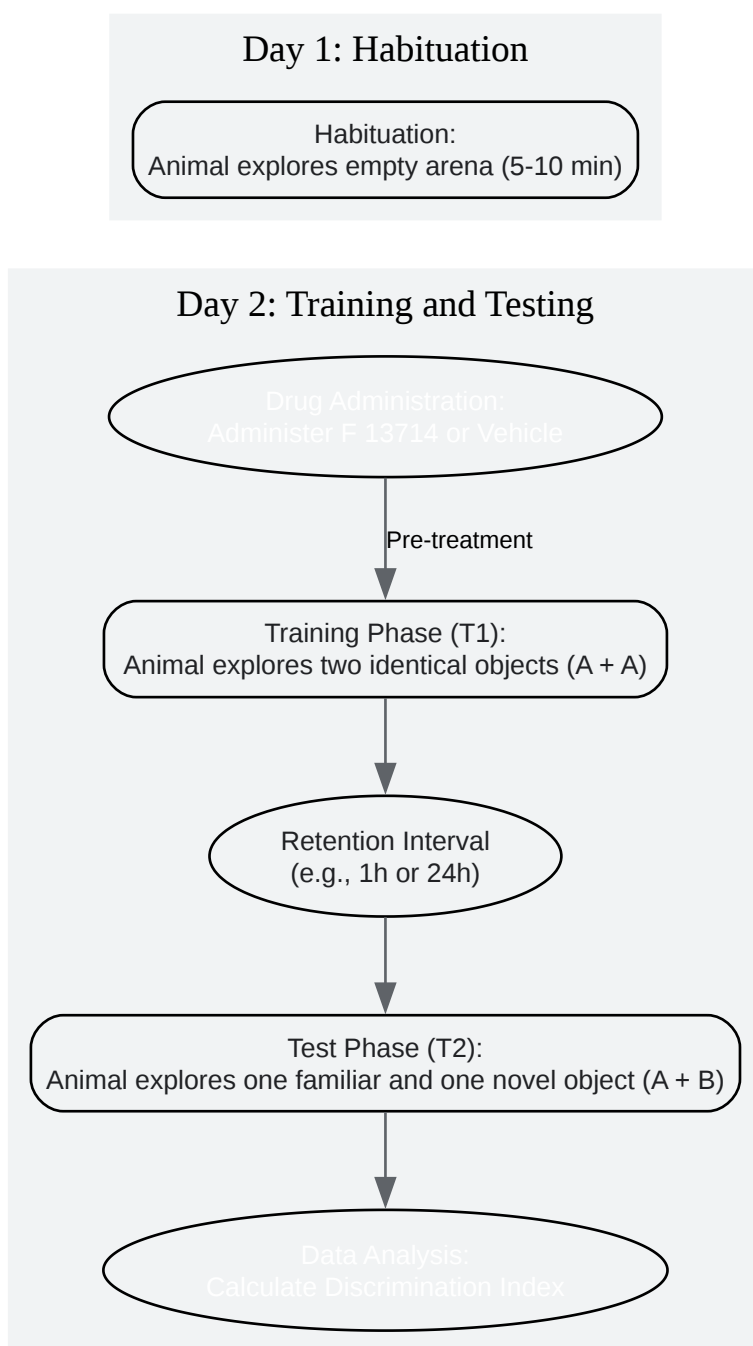 Day 1: Habituation
Habituation:
Animal explores empty arena (5-10 min)
Day 2: Training and Testing
Drug Administration:
Administer F 13714 or Vehicle
Pre-treatment
Training Phase (T1):
Animal explores two identical objects (A + A)
Retention Interval
(e.g., 1h or 24h)
Test Phase (T2):
Animal explores one familiar and one novel object (A + B)
Data Analysis:
Calculate Discrimination Index